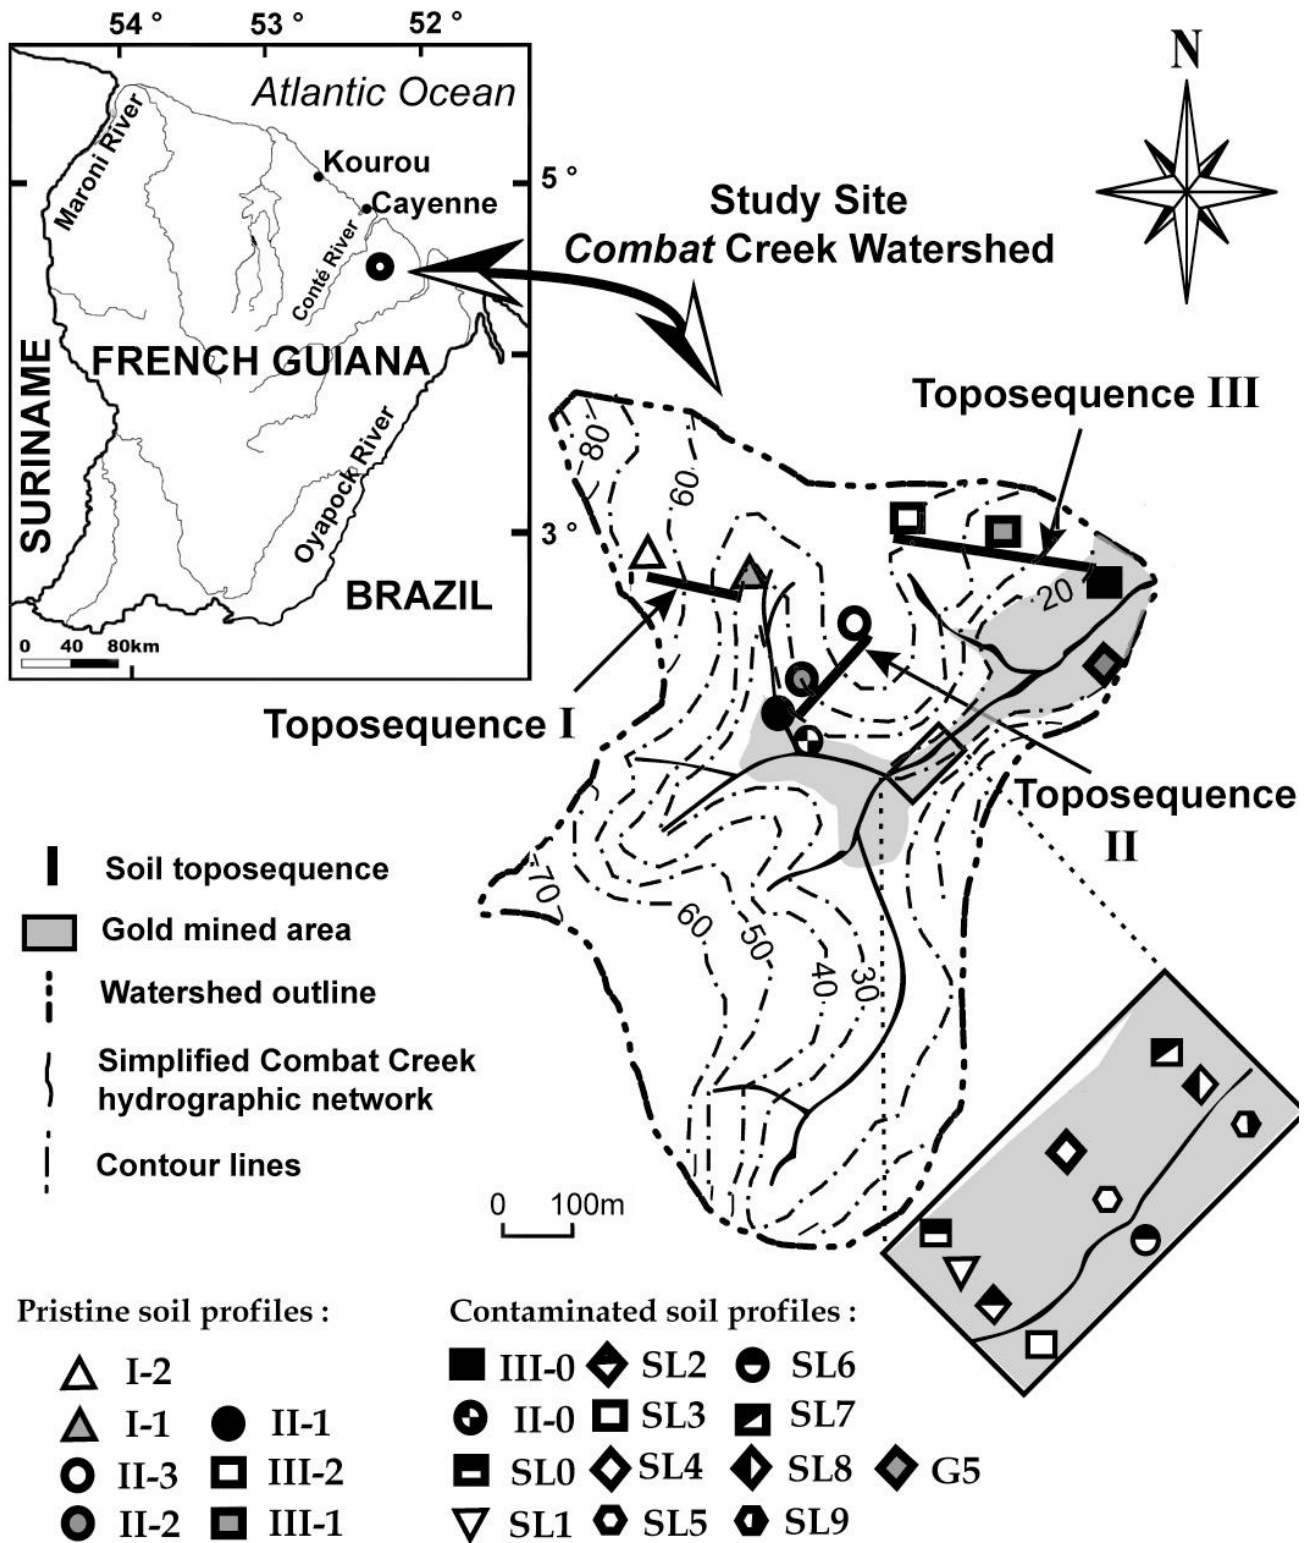 54 ° 53 ° 52 °
N
Atlantic Ocean
Maroni River
Kourou
5 °
Cayenne
Study Site
Combat Creek Watershed
Conté River
SURINAME
FRENCH GUIANA
Toposequence III
Oyapock River
80
60
3 °
BRAZIL
20
0 40 80km
Toposequence I
Toposequence
II
Soil toposequence
70
Gold mined area
60
50
40
30
Watershed outline
Simplified Combat Creek
hydrographic network
Contour lines
0 100m
Pristine soil profiles :
I-2
I-1 II-1
II-3 III-2
II-2 III-1
Contaminated soil profiles :
III-0 SL2 SL6
II-0 SL3 SL7
SL0 SL4 SL8 G5
SL1 SL5 SL9